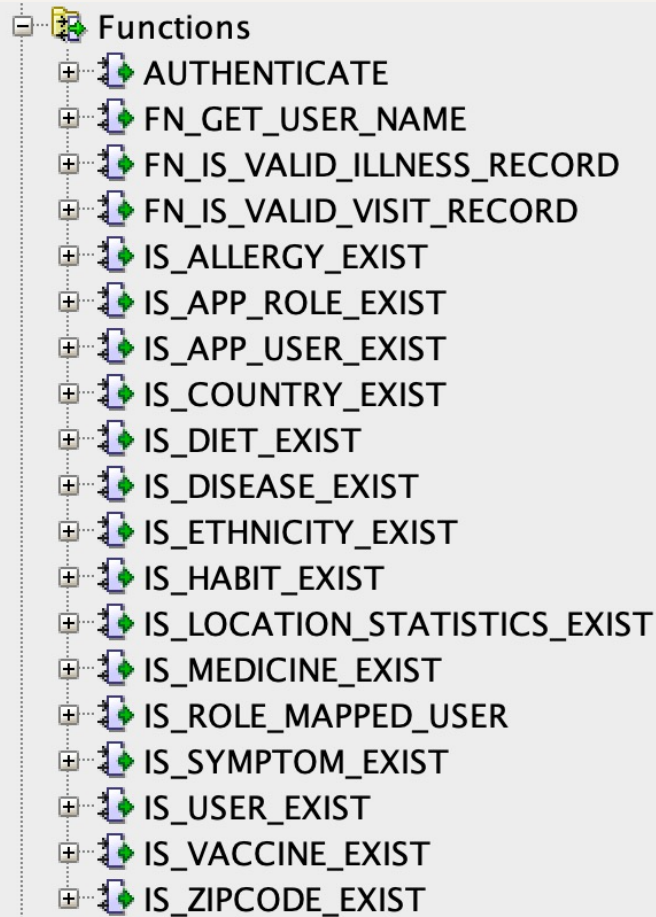 Functions
AUTHENTICATE
FN_GET_USER_NAME
FN_IS_VALID_ILLNESS_RECORD
FN_IS_VALID_VISIT_RECORD
IS_ALLERGY_EXIST
IS_APP_ROLE_EXIST
IS_APP_USER_EXIST
IS_COUNTRY_EXIST
IS_DIET_EXIST
IS_DISEASE_EXIST
IS_ETHNICITY_EXIST
IS_HABIT_EXIST
IS_LOCATION_STATISTICS_EXIST
IS_MEDICINE_EXIST
IS_ROLE_MAPPED_USER
IS_SYMPTOM_EXIST
IS_USER_EXIST
IS_VACCINE_EXIST
IS_ZIPCODE_EXIST